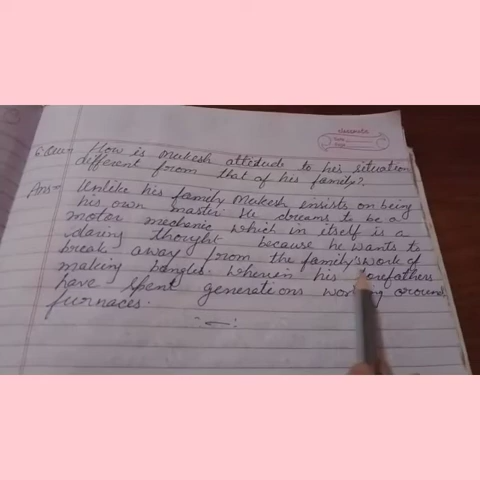 classmate
6. Ques How is Mukesh attitude to his situation
different from that of his family?
Ans Unlike his family Mukesh insists on being
his own master. He dreams to be a
motor mechanic which in itself is a
daring thought because he wants to
break away from the family's work of
making bangles wherein his forefathers
have spent generations working around
furnaces.